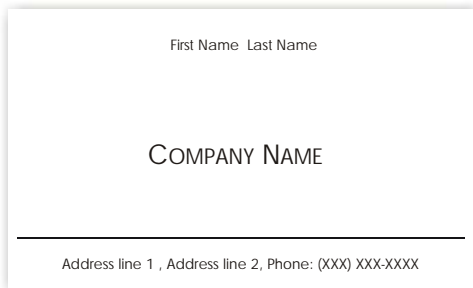 First Name  Last Name
COMPANY NAME
Address line 1 , Address line 2, Phone: (XXX) XXX-XXXX